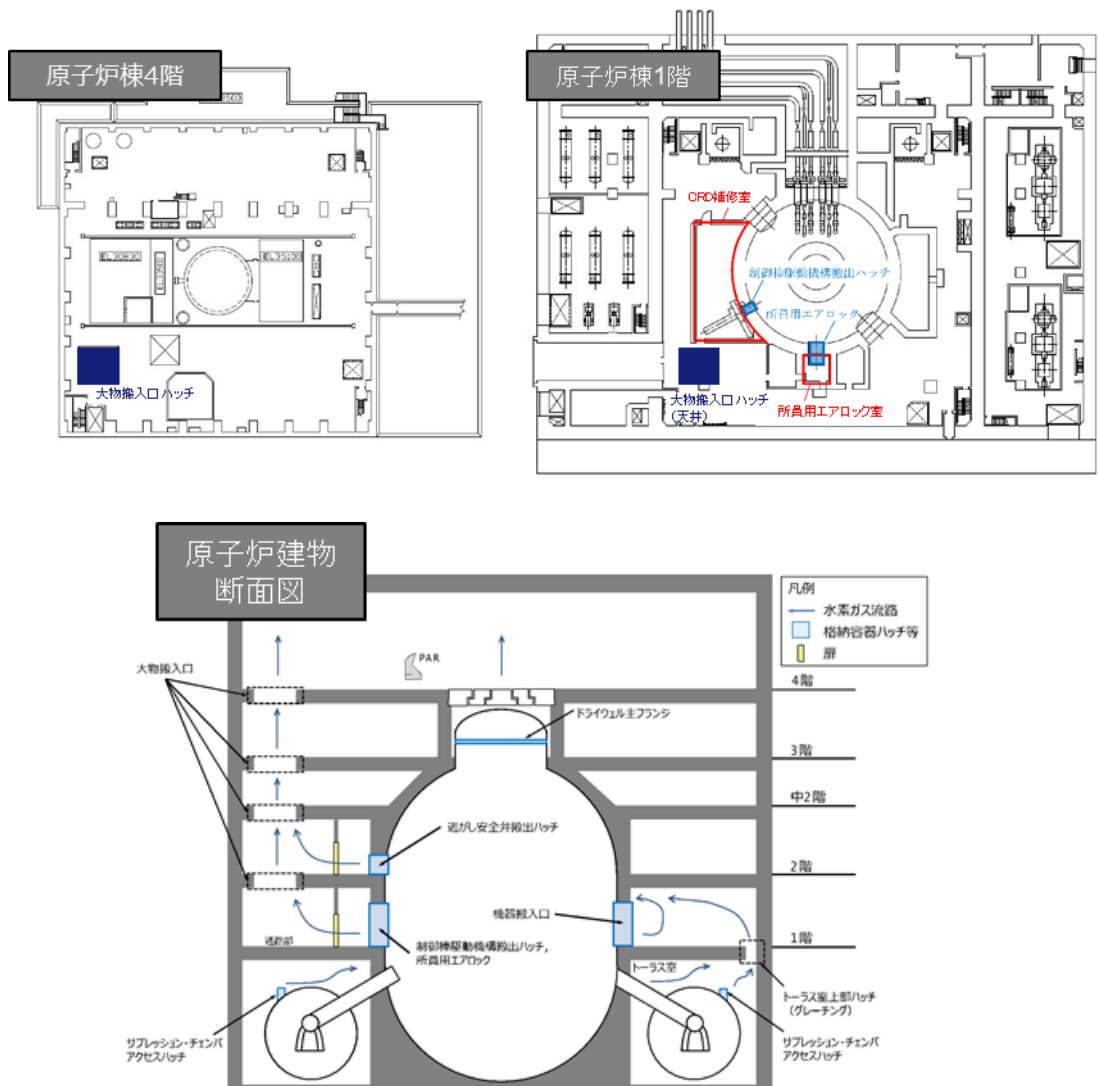 原子炉棟4階
EL30830
EL30500
EL35100
大物搬入口 ハッチ
原子炉棟1階
CRD補修室
制御棒駆動機構搬出ハッチ
所員用エアロック
大物搬入口 ハッチ
(天井)
所員用エアロック室
原子炉建物
断面図
凡例
水素ガス流路
格納容器ハッチ等
扉
大物搬入口
PAR
4階
ドライウェル主フランジ
3階
中2階
逃がし安全弁搬出ハッチ
2階
機器搬入口
1階
制御棒駆動機構搬出ハッチ,
所員用エアロック
トーラス室
トーラス室上部ハッチ
(グレーチング)
サプレッション・チェンバ
アクセスハッチ
サプレッション・チェンバ
アクセスハッチ